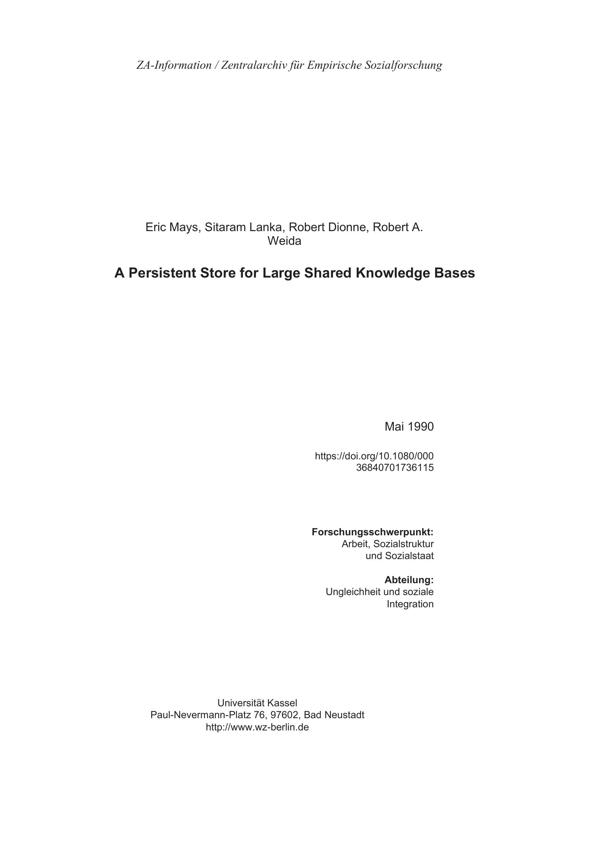 ZA-Information / Zentralarchiv für Empirische Sozialforschung
Eric Mays, Sitaram Lanka, Robert Dionne, Robert A.
Weida
A Persistent Store for Large Shared Knowledge Bases
Mai 1990
https://doi.org/10.1080/000
36840701736115
Forschungsschwerpunkt:
Arbeit, Sozialstruktur
und Sozialstaat
Abteilung:
Ungleichheit und soziale
Integration
Universität Kassel
Paul-Nevermann-Platz 76, 97602, Bad Neustadt
http://www.wz-berlin.de